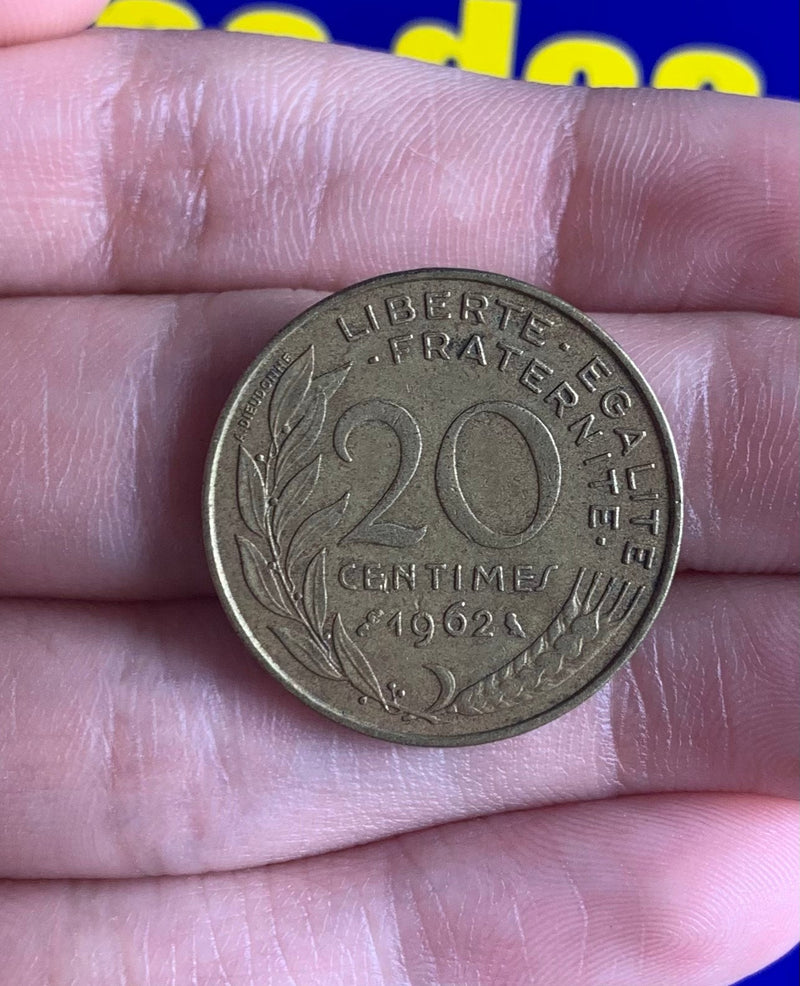 LIBERTE · EGALITE
· FRATERNITE ·
A. DIEUDONNE
20
CENTIMES
1962